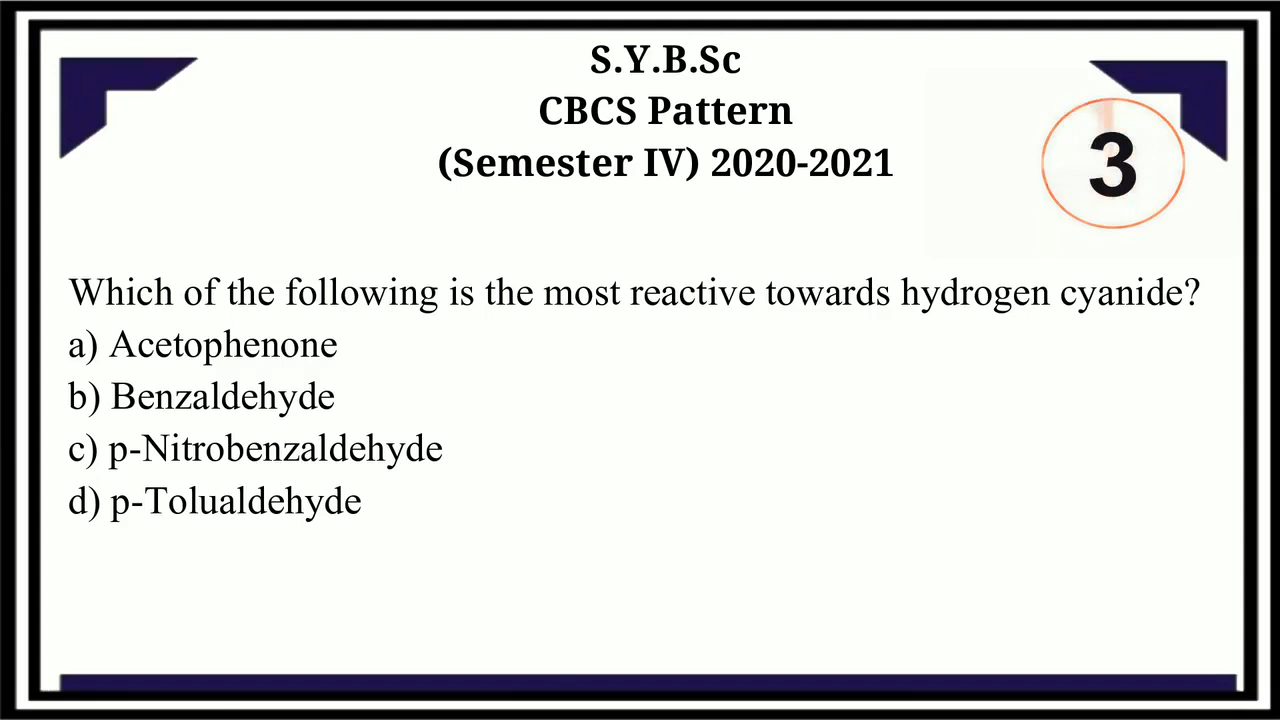 S.Y.B.Sc
CBCS Pattern
(Semester IV) 2020-2021
3
Which of the following is the most reactive towards hydrogen cyanide?
a) Acetophenone
b) Benzaldehyde
c) p-Nitrobenzaldehyde
d) p-Tolualdehyde